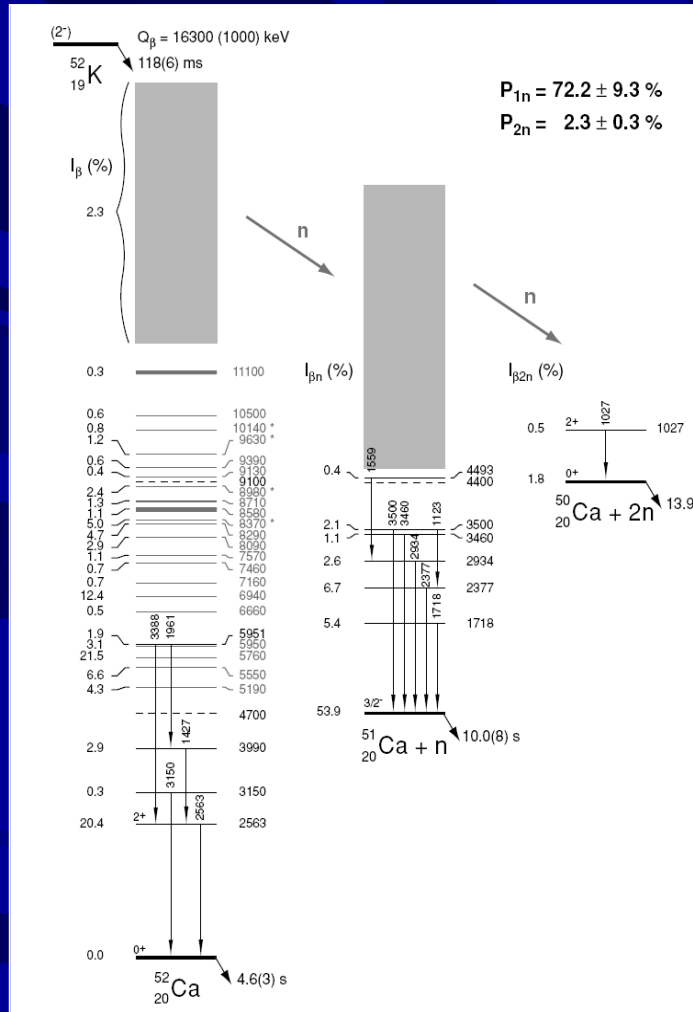 (2⁻)
Qβ = 16300 (1000) keV
52
19 K
118(6) ms
P1n = 72.2 ± 9.3 %
P2n = 2.3 ± 0.3 %
Iβ (%)
2.3
n
n
0.3 11100
0.6 10500
0.8 10140 *
1.2 9630 *
0.6 9390
0.4 9130
9100
2.4 8980 *
1.3 8710
1.1 8580
5.0 8370 *
4.7 8290
2.9 8090
1.1 7570
0.7 7460
0.7 7160
12.4 6940
0.5 6660
3388 1961
1.9 5951
3.1 5950
21.5 5760
6.6 5550
4.3 5190
4700
1427
2.9 3990
3150
0.3 3150
2563
20.4 2+ 2563
0.0 0+
52
20 Ca
4.6(3) s
Iβn (%)
1559
0.4 4493
4400
3500 3460 1123
2.1 3500
1.1 3460
2934
2.6 2934
2377
6.7 2377
1718
5.4 1718
53.9 3/2⁻
51
20 Ca + n
10.0(8) s
Iβ2n (%)
1027
0.5 2+ 1027
1.8 0+
50
20 Ca + 2n
13.9